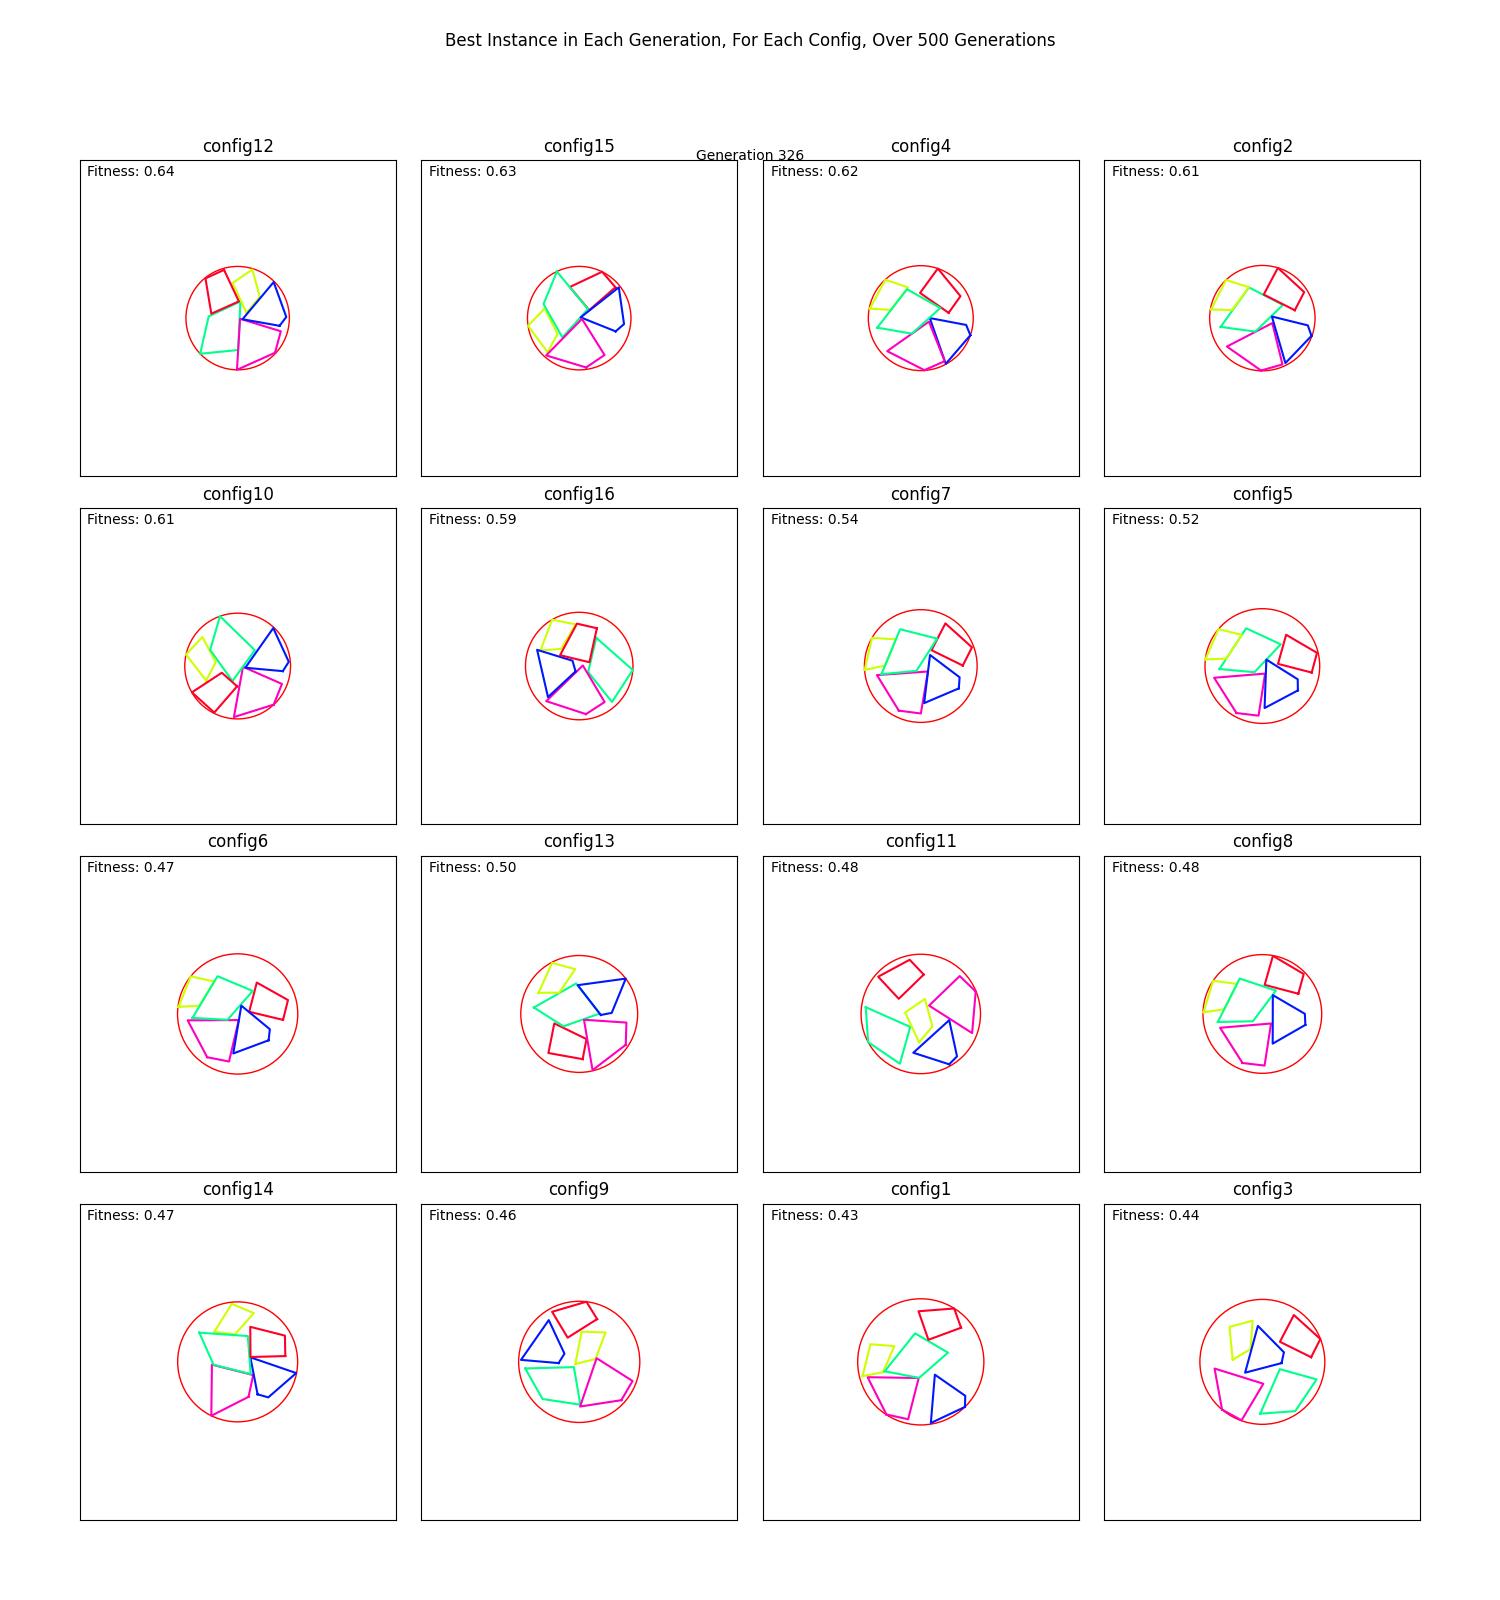 Best Instance in Each Generation, For Each Config, Over 500 Generations
Generation 326
config12
Fitness: 0.64
config15
Fitness: 0.63
config4
Fitness: 0.62
config2
Fitness: 0.61
config10
Fitness: 0.61
config16
Fitness: 0.59
config7
Fitness: 0.54
config5
Fitness: 0.52
config6
Fitness: 0.47
config13
Fitness: 0.50
config11
Fitness: 0.48
config8
Fitness: 0.48
config14
Fitness: 0.47
config9
Fitness: 0.46
config1
Fitness: 0.43
config3
Fitness: 0.44